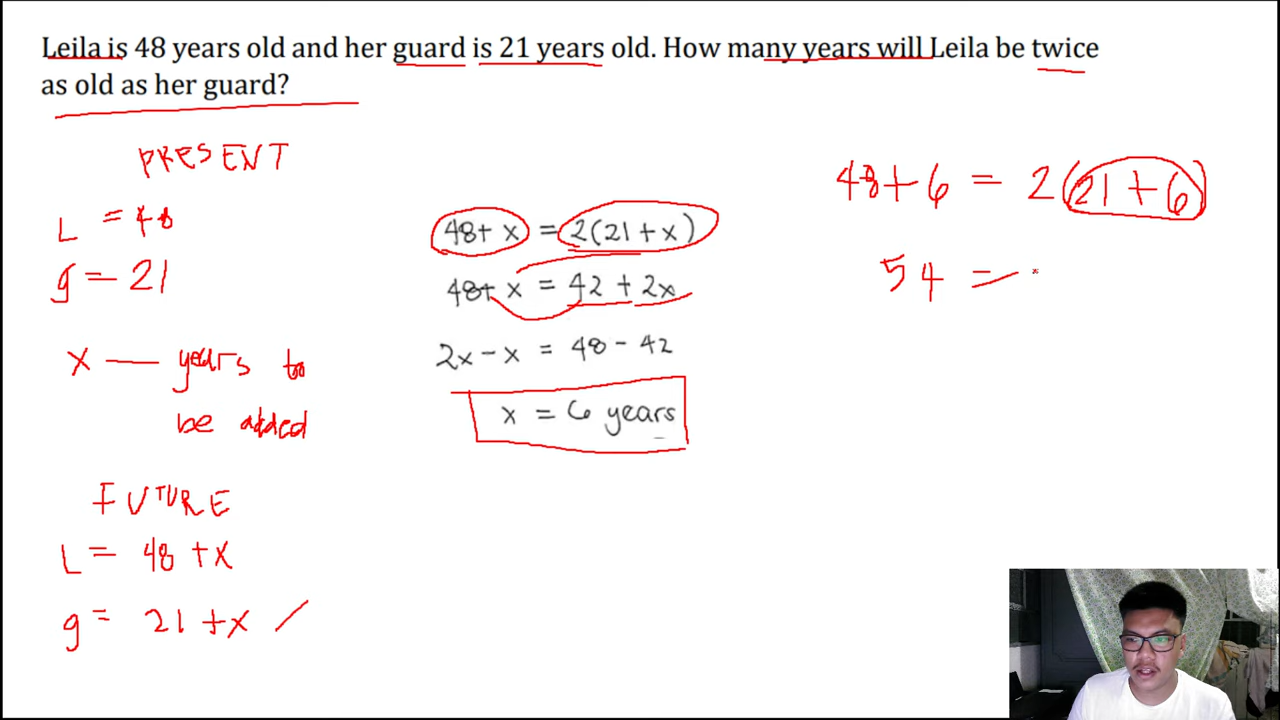 Leila is 48 years old and her guard is 21 years old. How many years will Leila be twice
as old as her guard?
PRESENT
L = 48
g = 21
x — years to
be added
FUTURE
L = 48 + x
g = 21 + x
48 + x = 2(21 + x)
48 + x = 42 + 2x
2x - x = 48 - 42
x = 6 years
48 + 6 = 2(21 + 6)
54 =